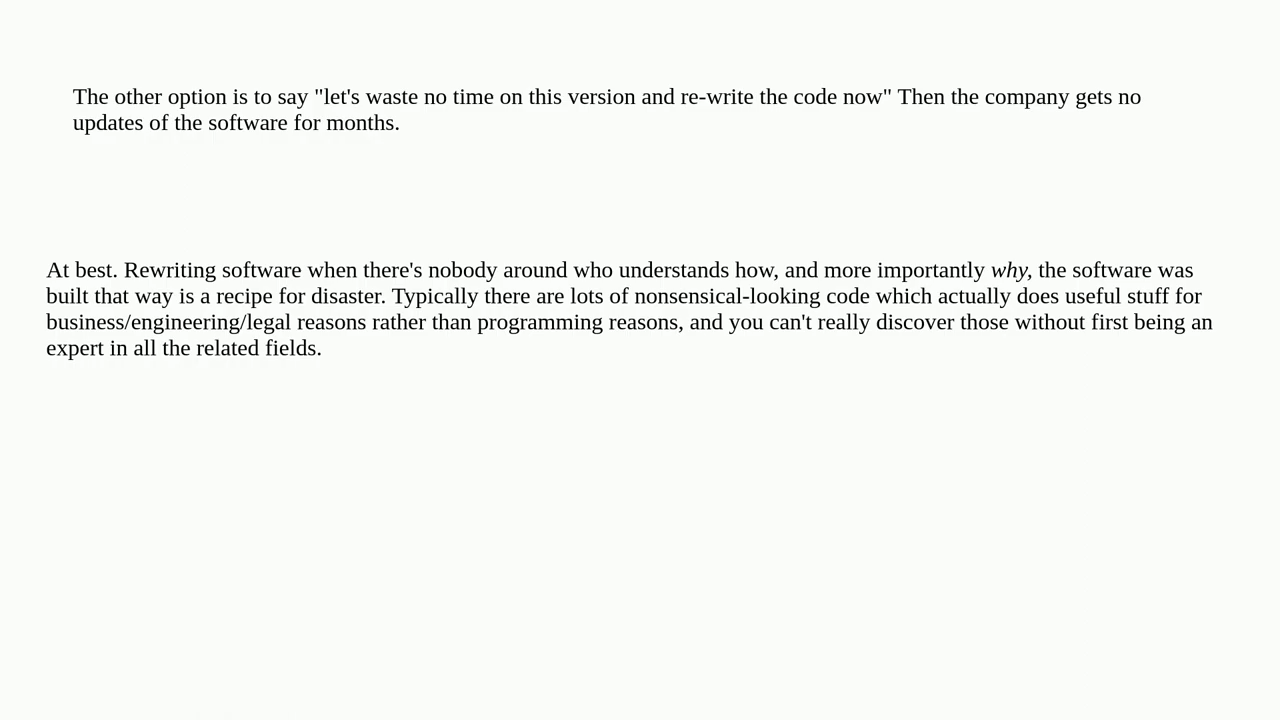 The other option is to say "let's waste no time on this version and re-write the code now" Then the company gets no
updates of the software for months.
At best. Rewriting software when there's nobody around who understands how, and more importantly why, the software was
built that way is a recipe for disaster. Typically there are lots of nonsensical-looking code which actually does useful stuff for
business/engineering/legal reasons rather than programming reasons, and you can't really discover those without first being an
expert in all the related fields.